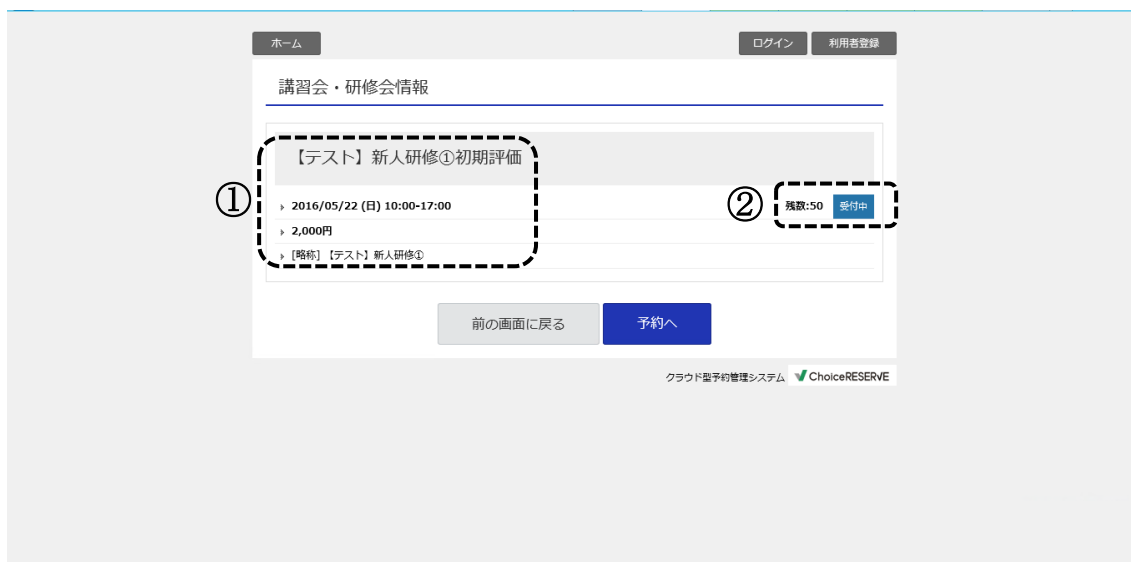 ホーム
ログイン
利用者登録
講習会・研修会情報
【テスト】新人研修①初期評価
①
2016/05/22 (日) 10:00-17:00
②
残数:50
受付中
2,000円
[略称]【テスト】新人研修①
前の画面に戻る
予約へ
クラウド型予約管理システム
ChoiceRESERVE